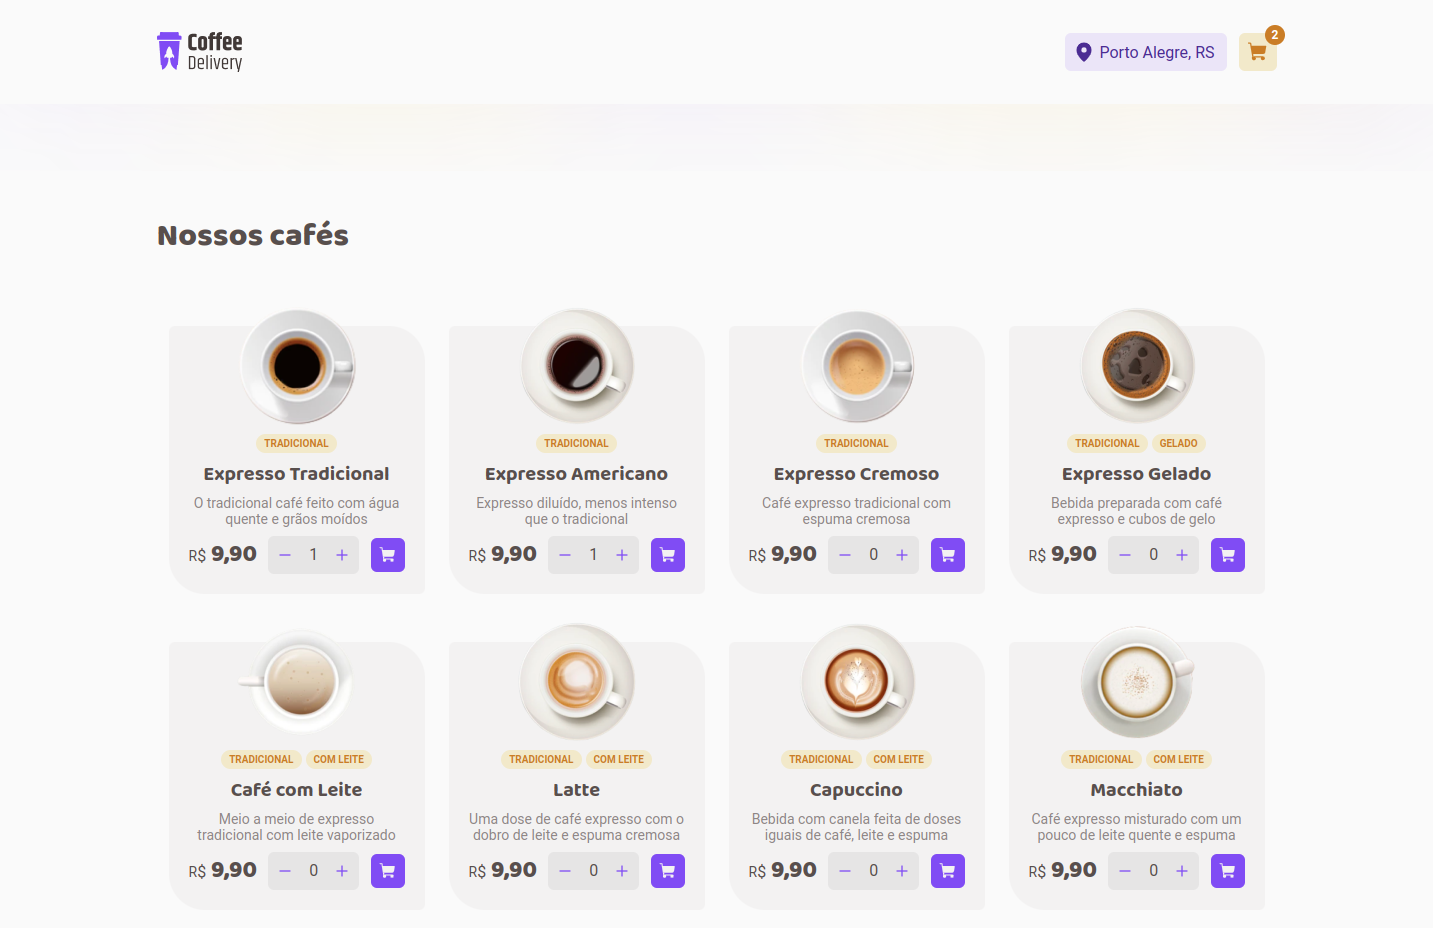 Coffee
Delivery
Porto Alegre, RS
2
Nossos cafés
TRADICIONAL
Expresso Tradicional
O tradicional café feito com água
quente e grãos moídos
R$ 9,90 − 1 +
TRADICIONAL
Expresso Americano
Expresso diluído, menos intenso
que o tradicional
R$ 9,90 − 1 +
TRADICIONAL
Expresso Cremoso
Café expresso tradicional com
espuma cremosa
R$ 9,90 − 0 +
TRADICIONAL GELADO
Expresso Gelado
Bebida preparada com café
expresso e cubos de gelo
R$ 9,90 − 0 +
TRADICIONAL COM LEITE
Café com Leite
Meio a meio de expresso
tradicional com leite vaporizado
R$ 9,90 − 0 +
TRADICIONAL COM LEITE
Latte
Uma dose de café expresso com o
dobro de leite e espuma cremosa
R$ 9,90 − 0 +
TRADICIONAL COM LEITE
Capuccino
Bebida com canela feita de doses
iguais de café, leite e espuma
R$ 9,90 − 0 +
TRADICIONAL COM LEITE
Macchiato
Café expresso misturado com um
pouco de leite quente e espuma
R$ 9,90 − 0 +